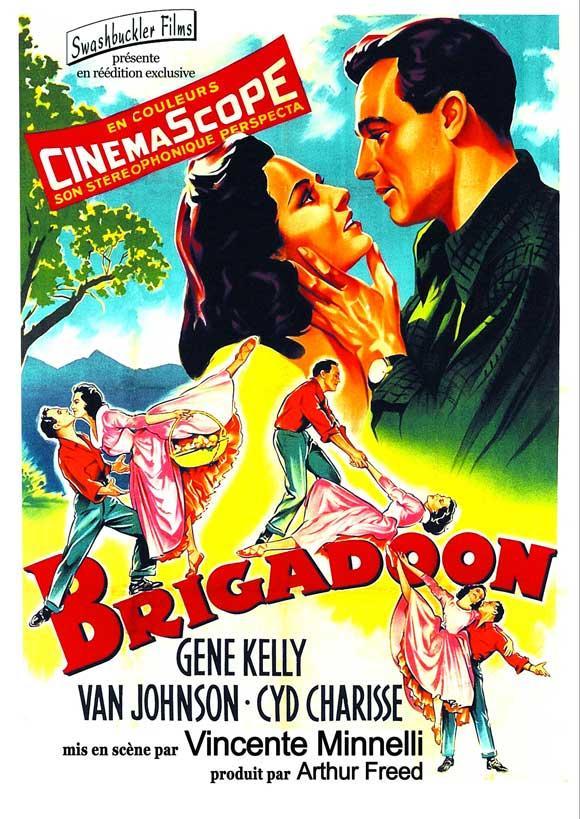 Swashbuckler Films
présente
en réédition exclusive
EN COULEURS
CINEMASCOPE
SON STEREOPHONIQUE PERSPECTA
BRIGADOON
GENE KELLY
VAN JOHNSON · CYD CHARISSE
mis en scène par Vincente Minnelli
produit par Arthur Freed